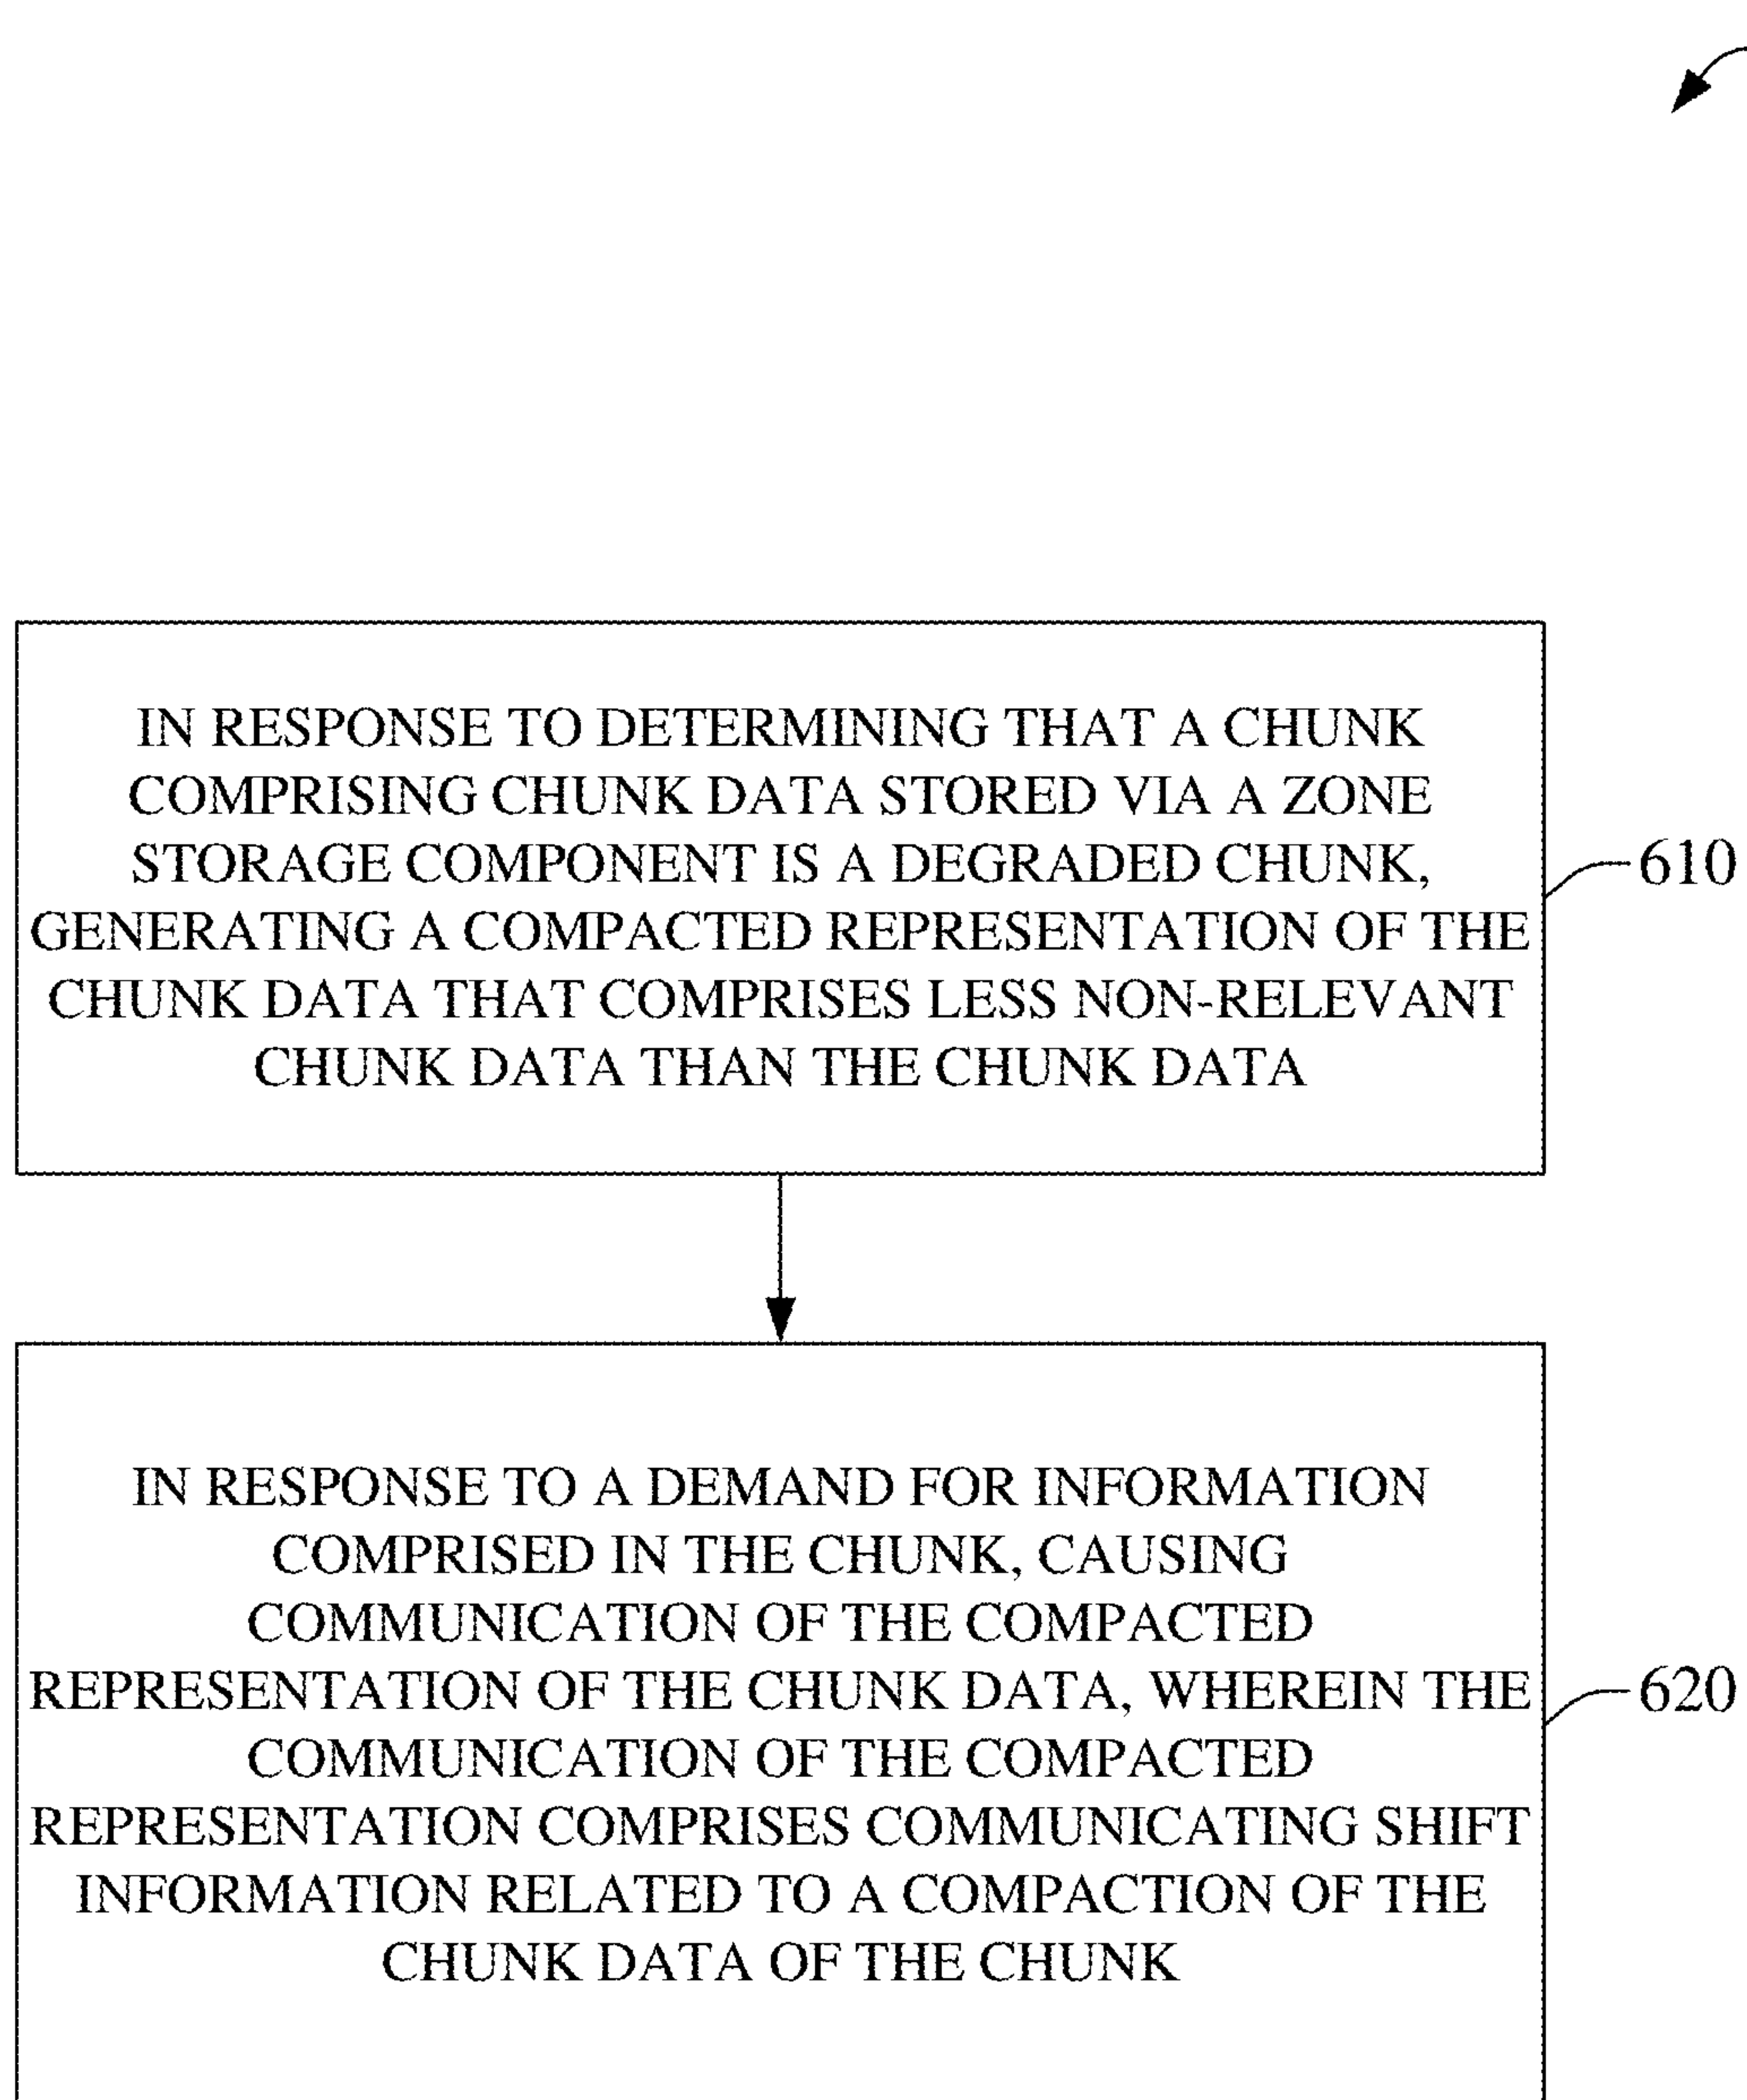 IN RESPONSE TO DETERMINING THAT A CHUNK
COMPRISING CHUNK DATA STORED VIA A ZONE
STORAGE COMPONENT IS A DEGRADED CHUNK,
GENERATING A COMPACTED REPRESENTATION OF THE
CHUNK DATA THAT COMPRISES LESS NON-RELEVANT
CHUNK DATA THAN THE CHUNK DATA
610
IN RESPONSE TO A DEMAND FOR INFORMATION
COMPRISED IN THE CHUNK, CAUSING
COMMUNICATION OF THE COMPACTED
REPRESENTATION OF THE CHUNK DATA, WHEREIN THE
COMMUNICATION OF THE COMPACTED
REPRESENTATION COMPRISES COMMUNICATING SHIFT
INFORMATION RELATED TO A COMPACTION OF THE
CHUNK DATA OF THE CHUNK
620